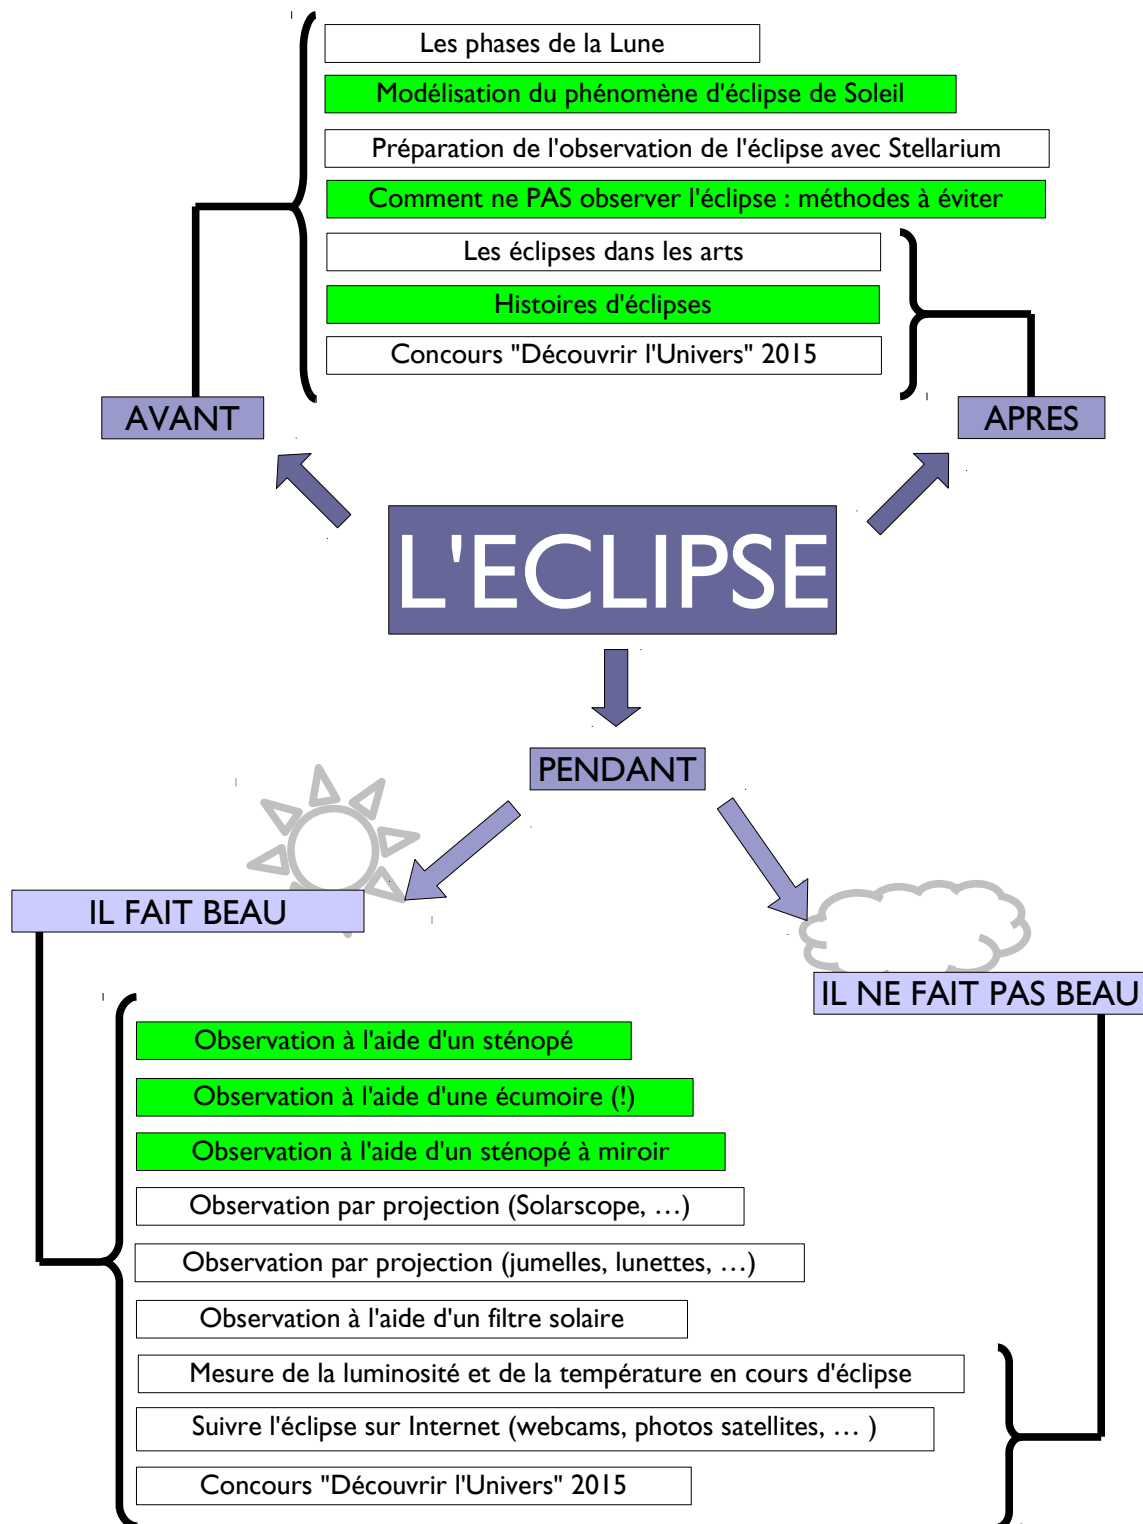 Les phases de la Lune
Modélisation du phénomène d'éclipse de Soleil
Préparation de l'observation de l'éclipse avec Stellarium
Comment ne PAS observer l'éclipse : méthodes à éviter
Les éclipses dans les arts
Histoires d'éclipses
Concours "Découvrir l'Univers" 2015
AVANT
APRES
L'ECLIPSE
PENDANT
IL FAIT BEAU
IL NE FAIT PAS BEAU
Observation à l'aide d'un sténopé
Observation à l'aide d'une écumoire (!)
Observation à l'aide d'un sténopé à miroir
Observation par projection (Solarscope, …)
Observation par projection (jumelles, lunettes, …)
Observation à l'aide d'un filtre solaire
Mesure de la luminosité et de la température en cours d'éclipse
Suivre l'éclipse sur Internet (webcams, photos satellites, … )
Concours "Découvrir l'Univers" 2015